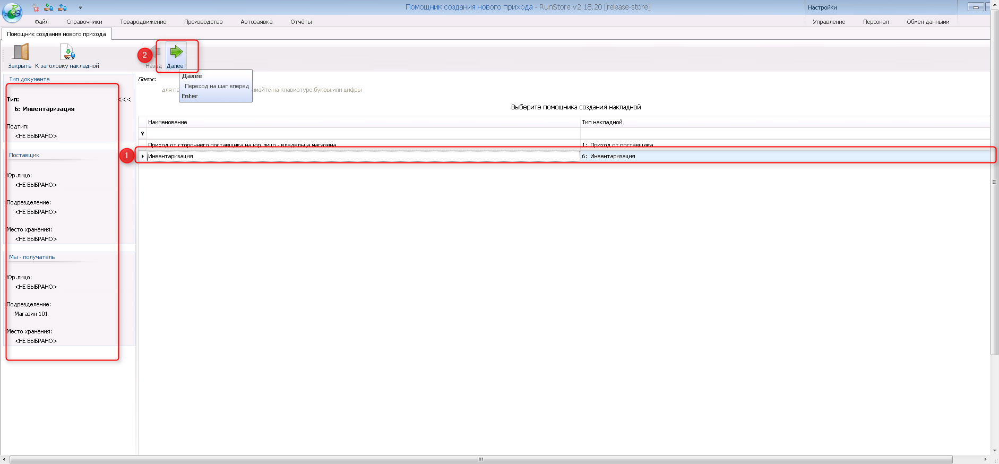 Помощник создания нового прихода - RunStore v2.18.20 [release-store]
Настройки
Файл Справочники Товародвижение Производство Автозаявка Отчёты Управление Персонал Обмен данными
Помощник создания нового прихода
2
Закрыть К заголовку накладной Назад Далее
Далее
Переход на шаг вперед
Enter
Тип документа
Тип: <<<
6: Инвентаризация
Подтип:
<НЕ ВЫБРАНО>
Поставщик
Юр.лицо:
<НЕ ВЫБРАНО>
Подразделение:
<НЕ ВЫБРАНО>
Место хранения:
<НЕ ВЫБРАНО>
Мы - получатель
Юр.лицо:
<НЕ ВЫБРАНО>
Подразделение:
Магазин 101
Место хранения:
<НЕ ВЫБРАНО>
Поиск:
для по имайте на клавиатуре буквы или цифры
Выберите помощника создания накладной
Наименование Тип накладной
Приход от стороннего поставщика на юр.лицо - владельца магазина 1: Приход от поставщика
1
Инвентаризация 6: Инвентаризация